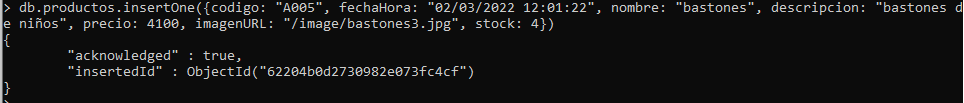 > db.productos.insertOne({codigo: "A005", fechaHora: "02/03/2022 12:01:22", nombre: "bastones", descripcion: "bastones d
e niños", precio: 4100, imagenURL: "/image/bastones3.jpg", stock: 4})
{
        "acknowledged" : true,
        "insertedId" : ObjectId("62204b0d2730982e073fc4cf")
}
>